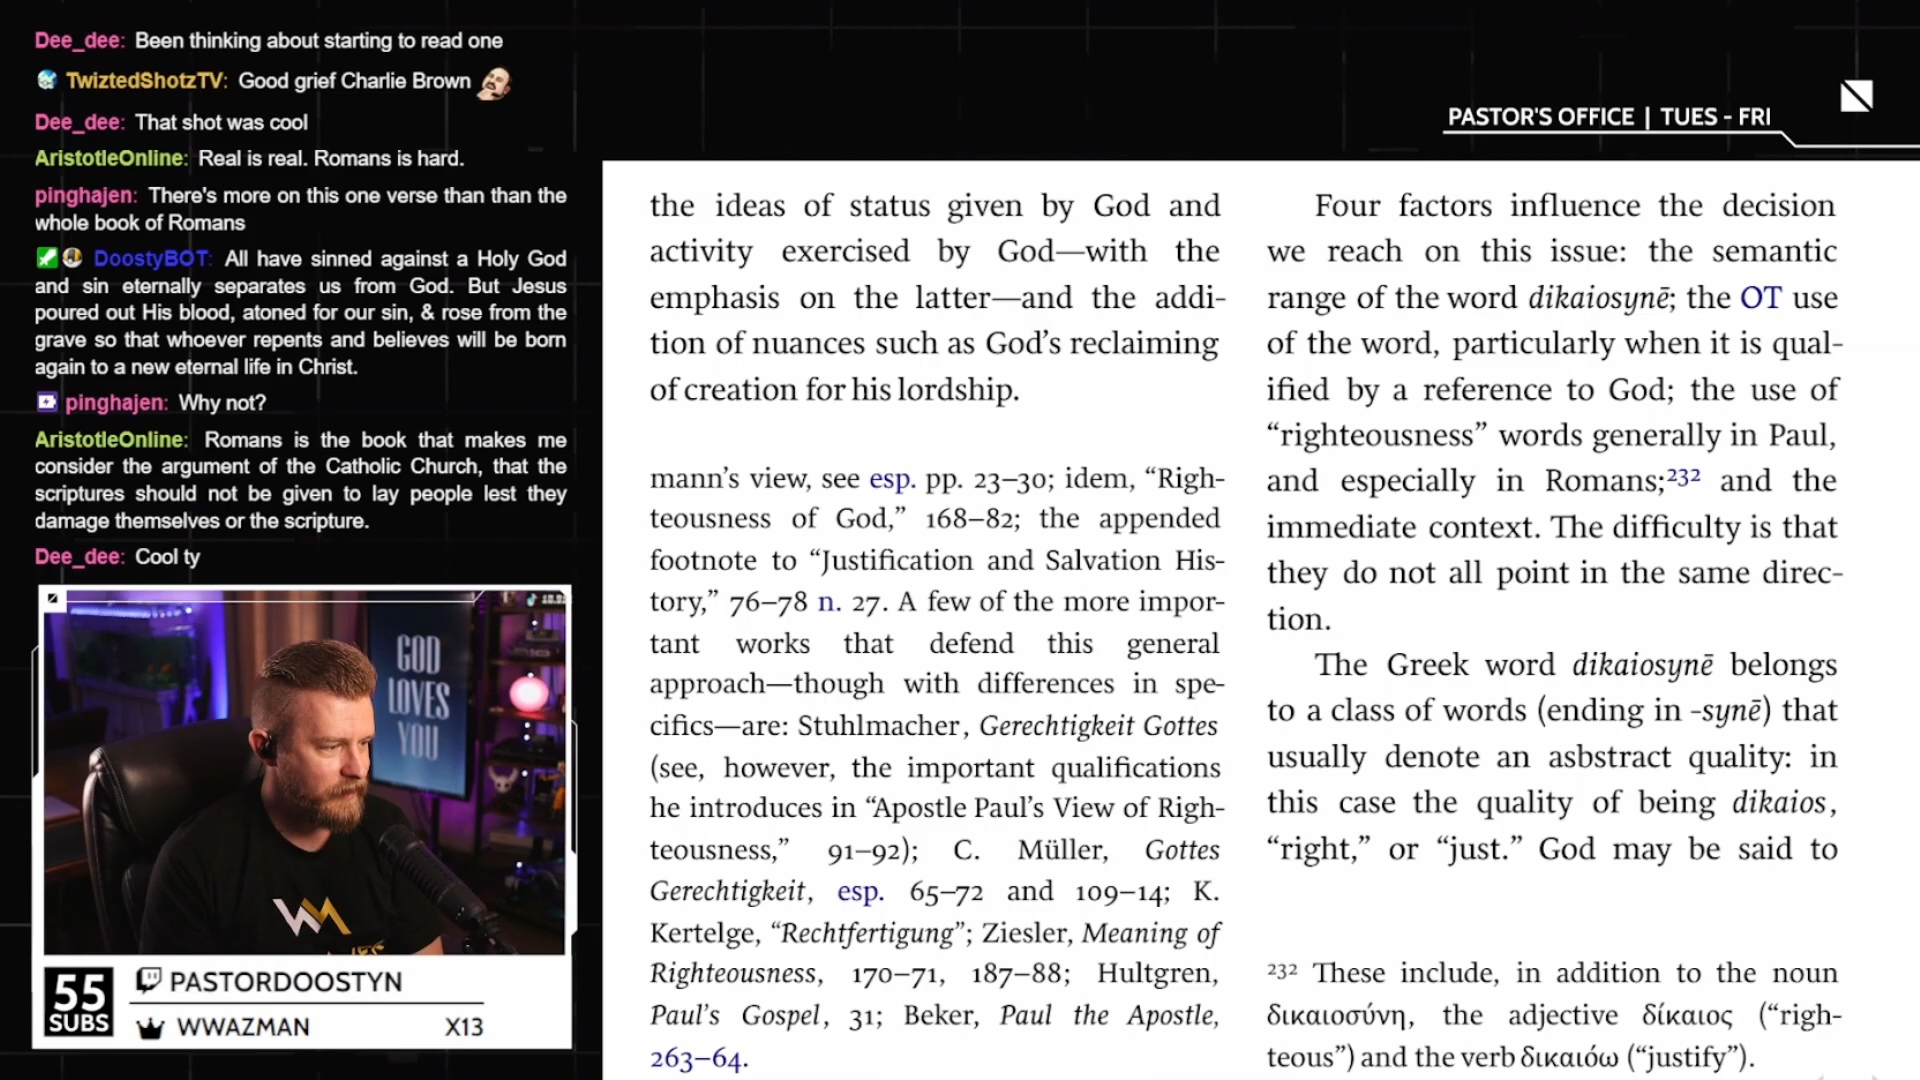 Dee_dee: Been thinking about starting to read one
TwiztedShotzTV: Good grief Charlie Brown
Dee_dee: That shot was cool
AristotleOnline: Real is real. Romans is hard.
pinghajen: There's more on this one verse than than the
whole book of Romans
DoostyBOT: All have sinned against a Holy God
and sin eternally separates us from God. But Jesus
poured out His blood, atoned for our sin, & rose from the
grave so that whoever repents and believes will be born
again to a new eternal life in Christ.
pinghajen: Why not?
AristotleOnline: Romans is the book that makes me
consider the argument of the Catholic Church, that the
scriptures should not be given to lay people lest they
damage themselves or the scripture.
Dee_dee: Cool ty
GOD
LOVES
YOU
WM
55
SUBS
PASTORDOOSTYN
WWAZMAN X13
PASTOR'S OFFICE | TUES - FRI
the ideas of status given by God and
activity exercised by God—with the
emphasis on the latter—and the addi-
tion of nuances such as God’s reclaiming
of creation for his lordship.
mann’s view, see esp. pp. 23–30; idem, “Righ-
teousness of God,” 168–82; the appended
footnote to “Justification and Salvation His-
tory,” 76–78 n. 27. A few of the more impor-
tant works that defend this general
approach—though with differences in spe-
cifics—are: Stuhlmacher, Gerechtigkeit Gottes
(see, however, the important qualifications
he introduces in “Apostle Paul’s View of Righ-
teousness,” 91–92); C. Müller, Gottes
Gerechtigkeit, esp. 65–72 and 109–14; K.
Kertelge, “Rechtfertigung”; Ziesler, Meaning of
Righteousness, 170–71, 187–88; Hultgren,
Paul’s Gospel, 31; Beker, Paul the Apostle,
263–64.
Four factors influence the decision
we reach on this issue: the semantic
range of the word dikaiosynē; the OT use
of the word, particularly when it is qual-
ified by a reference to God; the use of
“righteousness” words generally in Paul,
and especially in Romans;232 and the
immediate context. The difficulty is that
they do not all point in the same direc-
tion.
The Greek word dikaiosynē belongs
to a class of words (ending in -synē) that
usually denote an asbstract quality: in
this case the quality of being dikaios,
“right,” or “just.” God may be said to
232 These include, in addition to the noun
δικαιοσύνη, the adjective δίκαιος (“righ-
teous”) and the verb δικαιόω (“justify”).